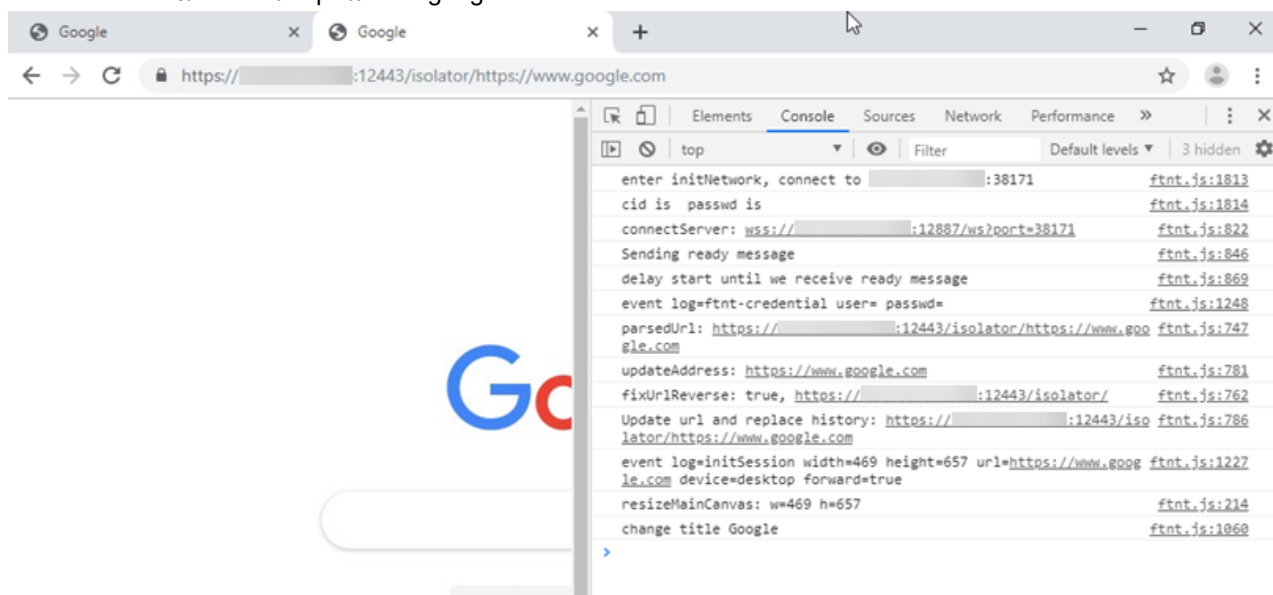 Google
Google
https:// :12443/isolator/https://www.google.com
Elements Console Sources Network Performance »
top Filter Default levels ▼ 3 hidden
enter initNetwork, connect to :38171 ftnt.js:1813
cid is passwd is ftnt.js:1814
connectServer: wss:// :12887/ws?port=38171 ftnt.js:822
Sending ready message ftnt.js:846
delay start until we receive ready message ftnt.js:869
event log=ftnt-credential user= passwd= ftnt.js:1248
parsedUrl: https:// :12443/isolator/https://www.goo ftnt.js:747
gle.com
updateAddress: https://www.google.com ftnt.js:781
fixUrlReverse: true, https:// :12443/isolator/ ftnt.js:762
Update url and replace history: https:// :12443/iso ftnt.js:786
lator/https://www.google.com
event log=initSession width=469 height=657 url=https://www.goog ftnt.js:1227
le.com device=desktop forward=true
resizeMainCanvas: w=469 h=657 ftnt.js:214
change title Google ftnt.js:1060
Go